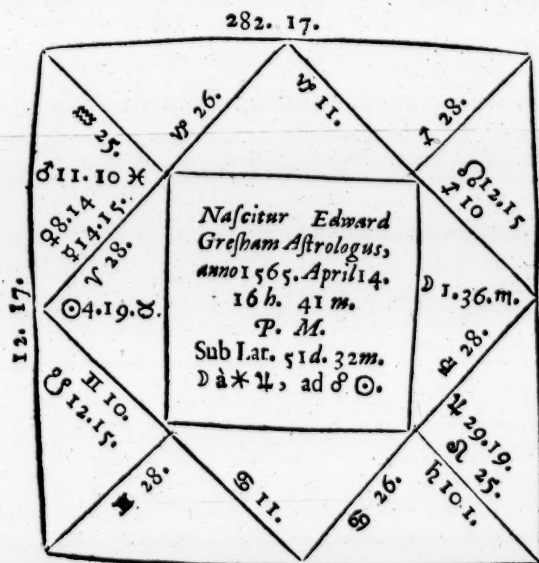 282. 17.
♑ 26.
♑ 11.
♒ 25.
♐ 28.
♂11. 10 ♓
♀8. 14
☿14. 15.
♈ 28.
☊12. 15
♐ 10
Naſcitur Edward
Greſham Aſtrologus,
anno 1565. April 14.
16 h. 41 m.
P. M.
Sub Lat. 51d. 32m.
☽ à ⚹ ♃, ad ☍ ☉.
☽ 1. 36. m.
12. 17.
☉4. 19. ♉.
♎ 28.
♊ 10.
☋ 12. 15.
♃ 29. 19.
♌ 25.
♄ 10. 1.
28.
♋ 11.
♋ 26.